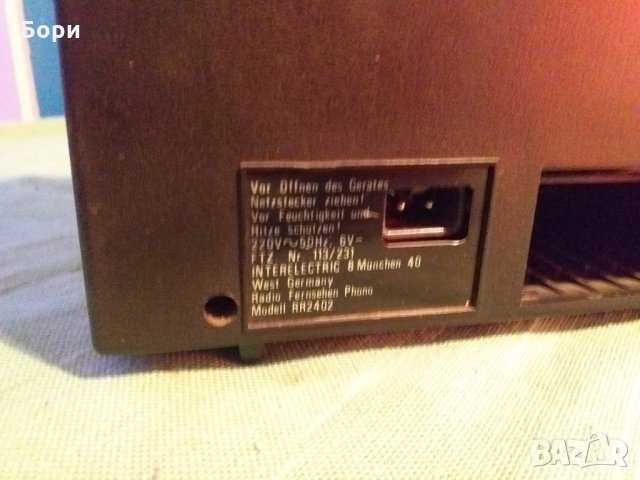 Бори
Vor Öffnen des Gerätes
Netzstecker ziehen!
Vor Feuchtigkeit und
Hitze schützen!
220V~50Hz, 6V=
FTZ. Nr. 113/231
INTERELECTRIC 8 München 40
West Germany
Radio Fernsehen Phono
Modell RR2402
BAZAR